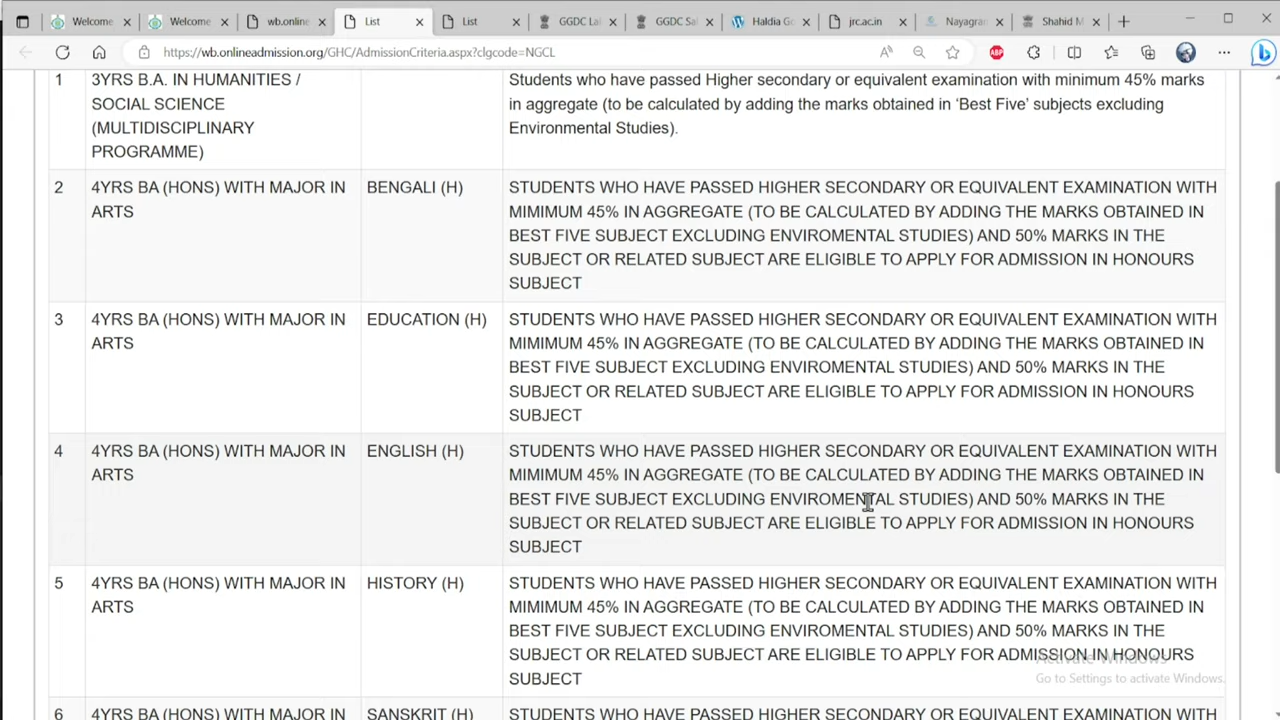 Welcome
Welcome
wb.online
List
List
GGDC Lal
GGDC Sal
Haldia Go
jrc.ac.in
Nayagran
Shahid M
https://wb.onlineadmission.org/GHC/AdmissionCriteria.aspx?clgcode=NGCL
ABP
1
3YRS B.A. IN HUMANITIES /
SOCIAL SCIENCE
(MULTIDISCIPLINARY
PROGRAMME)
Students who have passed Higher secondary or equivalent examination with minimum 45% marks
in aggregate (to be calculated by adding the marks obtained in ‘Best Five’ subjects excluding
Environmental Studies).
2
4YRS BA (HONS) WITH MAJOR IN
ARTS
BENGALI (H)
STUDENTS WHO HAVE PASSED HIGHER SECONDARY OR EQUIVALENT EXAMINATION WITH
MIMIMUM 45% IN AGGREGATE (TO BE CALCULATED BY ADDING THE MARKS OBTAINED IN
BEST FIVE SUBJECT EXCLUDING ENVIROMENTAL STUDIES) AND 50% MARKS IN THE
SUBJECT OR RELATED SUBJECT ARE ELIGIBLE TO APPLY FOR ADMISSION IN HONOURS
SUBJECT
3
4YRS BA (HONS) WITH MAJOR IN
ARTS
EDUCATION (H)
STUDENTS WHO HAVE PASSED HIGHER SECONDARY OR EQUIVALENT EXAMINATION WITH
MIMIMUM 45% IN AGGREGATE (TO BE CALCULATED BY ADDING THE MARKS OBTAINED IN
BEST FIVE SUBJECT EXCLUDING ENVIROMENTAL STUDIES) AND 50% MARKS IN THE
SUBJECT OR RELATED SUBJECT ARE ELIGIBLE TO APPLY FOR ADMISSION IN HONOURS
SUBJECT
4
4YRS BA (HONS) WITH MAJOR IN
ARTS
ENGLISH (H)
STUDENTS WHO HAVE PASSED HIGHER SECONDARY OR EQUIVALENT EXAMINATION WITH
MIMIMUM 45% IN AGGREGATE (TO BE CALCULATED BY ADDING THE MARKS OBTAINED IN
BEST FIVE SUBJECT EXCLUDING ENVIROMENTAL STUDIES) AND 50% MARKS IN THE
SUBJECT OR RELATED SUBJECT ARE ELIGIBLE TO APPLY FOR ADMISSION IN HONOURS
SUBJECT
5
4YRS BA (HONS) WITH MAJOR IN
ARTS
HISTORY (H)
STUDENTS WHO HAVE PASSED HIGHER SECONDARY OR EQUIVALENT EXAMINATION WITH
MIMIMUM 45% IN AGGREGATE (TO BE CALCULATED BY ADDING THE MARKS OBTAINED IN
BEST FIVE SUBJECT EXCLUDING ENVIROMENTAL STUDIES) AND 50% MARKS IN THE
SUBJECT OR RELATED SUBJECT ARE ELIGIBLE TO APPLY FOR ADMISSION IN HONOURS
SUBJECT
Activate Windows
Go to Settings to activate Windows.
6
4YRS BA (HONS) WITH MAJOR IN
SANSKRIT (H)
STUDENTS WHO HAVE PASSED HIGHER SECONDARY OR EQUIVALENT EXAMINATION WITH